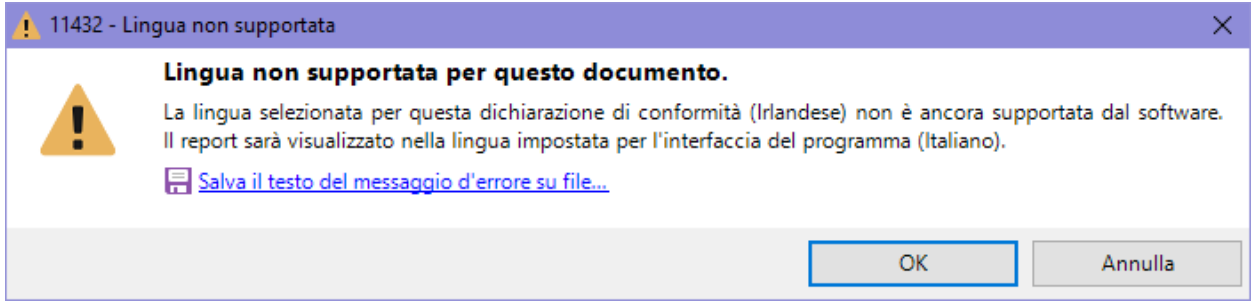 11432 - Lingua non supportata
Lingua non supportata per questo documento.
La lingua selezionata per questa dichiarazione di conformità (Irlandese) non è ancora supportata dal software.
Il report sarà visualizzato nella lingua impostata per l'interfaccia del programma (Italiano).
Salva il testo del messaggio d'errore su file...
OK Annulla